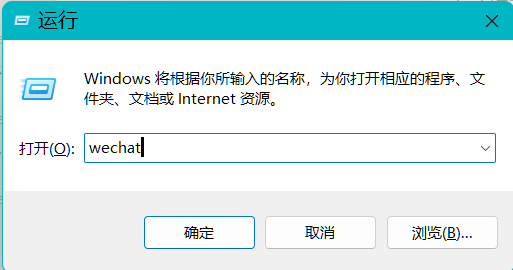 运行
Windows 将根据你所输入的名称，为你打开相应的程序、文
件夹、文档或 Internet 资源。
打开(O): wechat
确定 取消 浏览(B)...